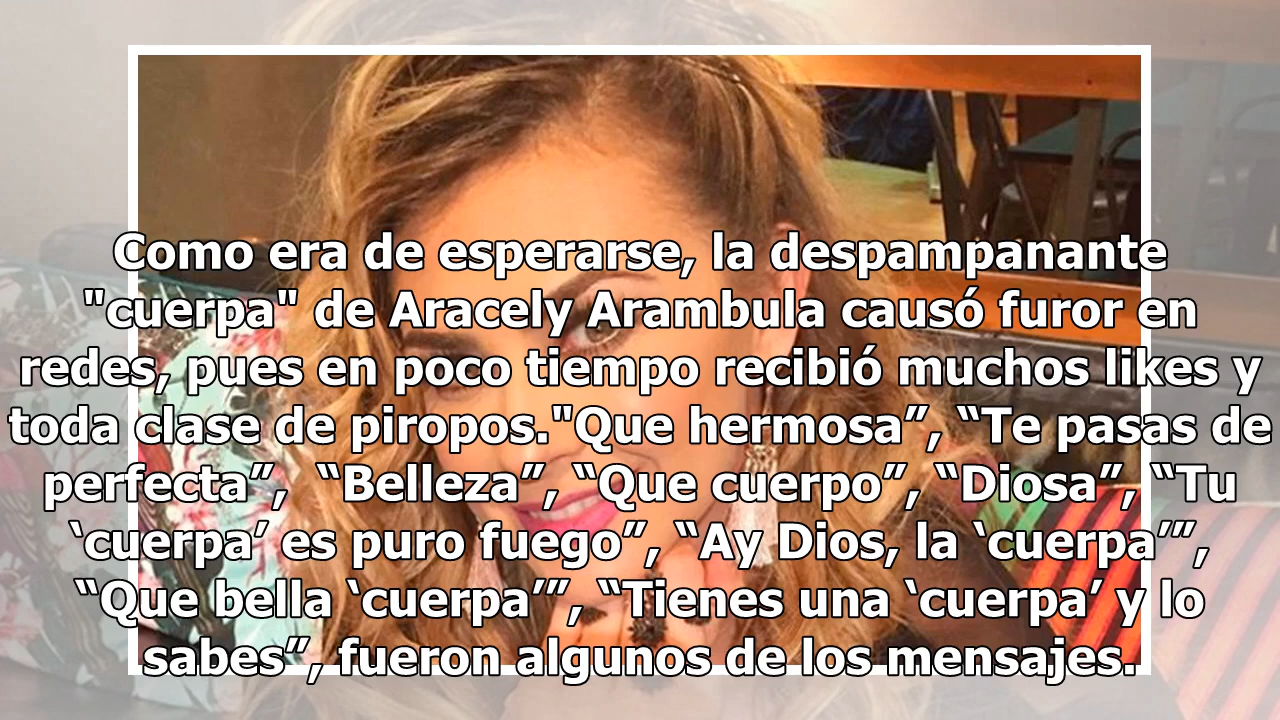 Como era de esperarse, la despampanante
"cuerpa" de Aracely Arambula causó furor en
redes, pues en poco tiempo recibió muchos likes y
toda clase de piropos."Que hermosa”, “Te pasas de
perfecta”,  “Belleza”, “Que cuerpo”, “Diosa”, “Tu
‘cuerpa’ es puro fuego”, “Ay Dios, la ‘cuerpa’”,
“Que bella ‘cuerpa’”, “Tienes una ‘cuerpa’ y lo
sabes”, fueron algunos de los mensajes.